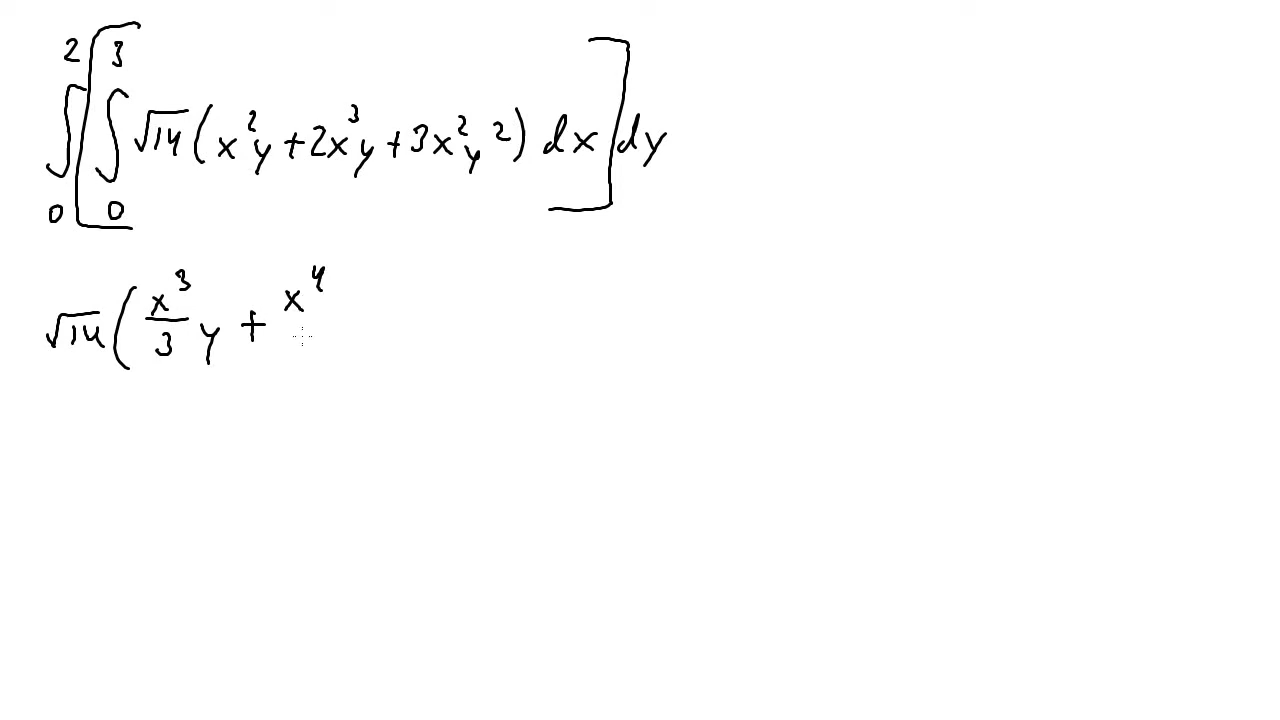 ∫₀² [ ∫₀³ √14 (x²y + 2x³y + 3x²y²) dx ] dy
√14 ( x³/3 y + x⁴